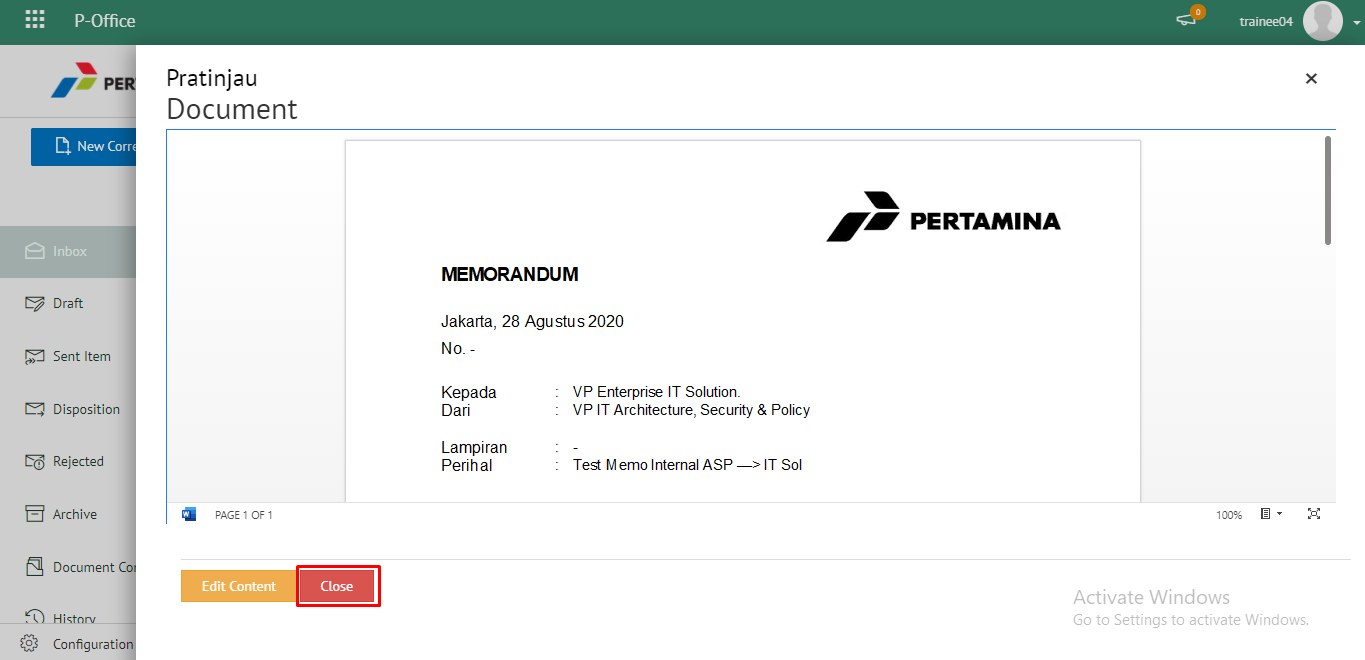 P-Office
0
trainee04
PER
New Corre
Inbox
Draft
Sent Item
Disposition
Rejected
Archive
Document Cor
History
Configuration
Pratinjau
Document
PERTAMINA
MEMORANDUM
Jakarta, 28 Agustus 2020
No. -
Kepada : VP Enterprise IT Solution.
Dari : VP IT Architecture, Security & Policy
Lampiran : -
Perihal : Test Memo Internal ASP —> IT Sol
PAGE 1 OF 1
100%
Edit Content
Close
Activate Windows
Go to Settings to activate Windows.